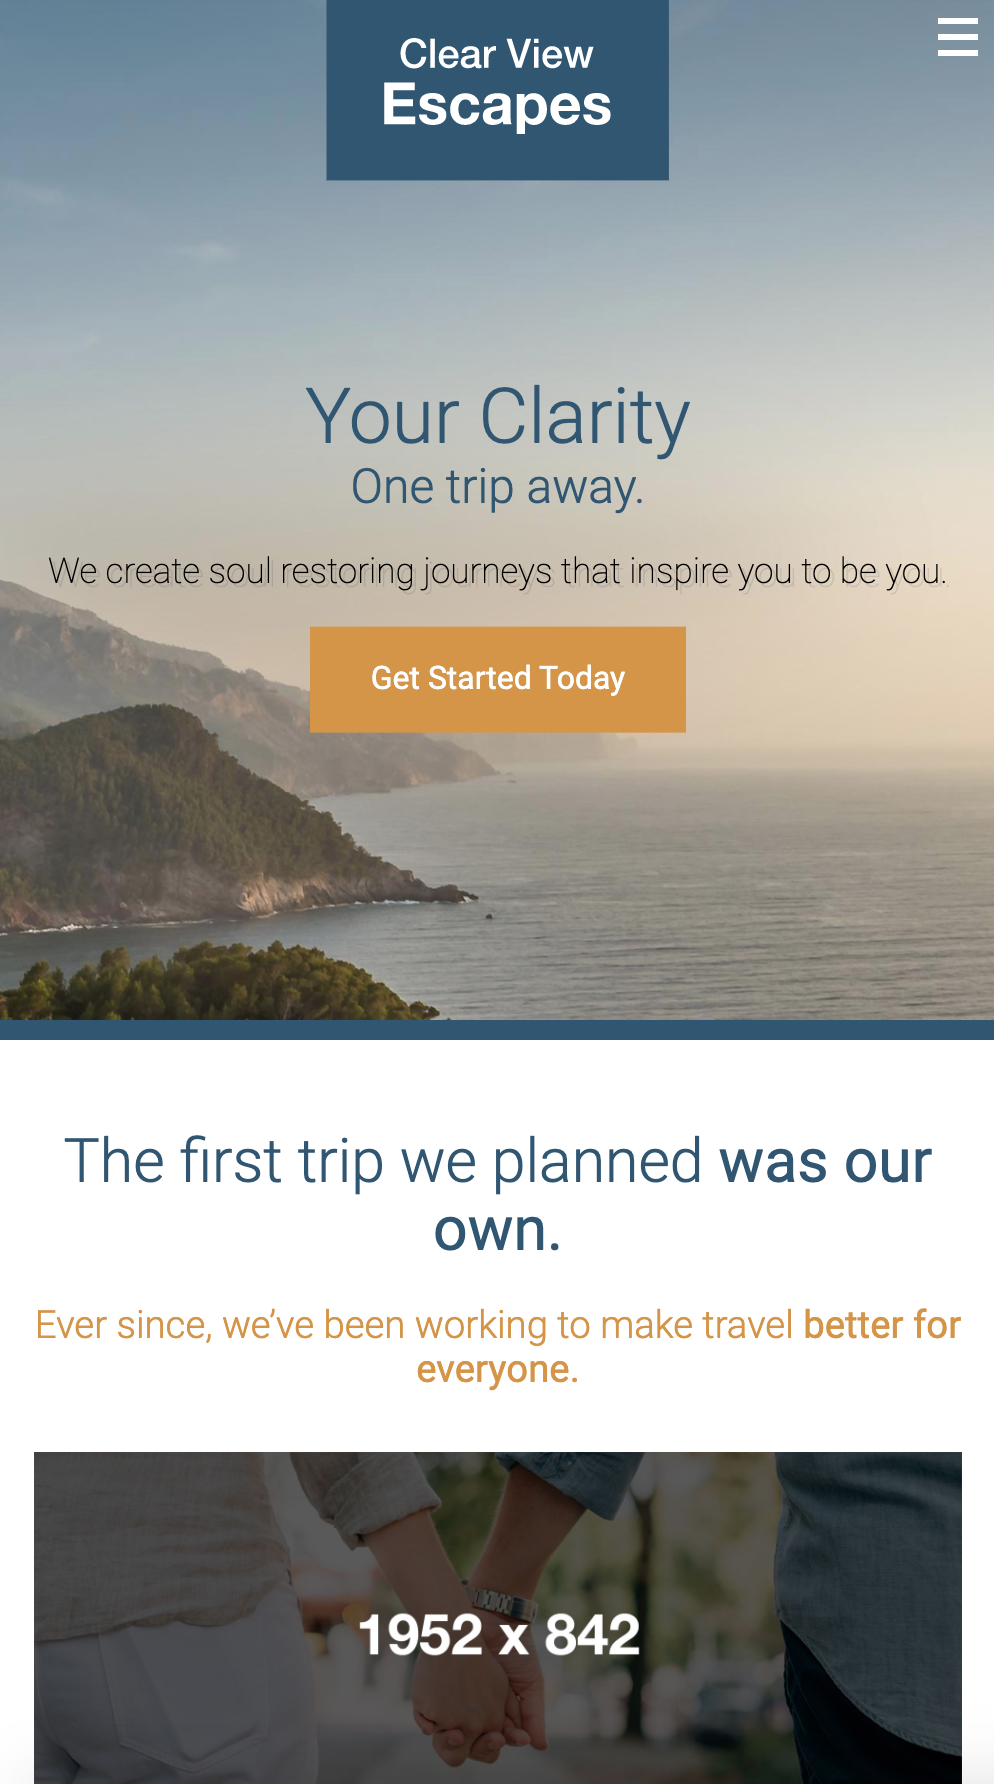 Clear View
Escapes
Your Clarity
One trip away.
We create soul restoring journeys that inspire you to be you.
Get Started Today
The first trip we planned was our
own.
Ever since, we’ve been working to make travel better for
everyone.
1952 x 842